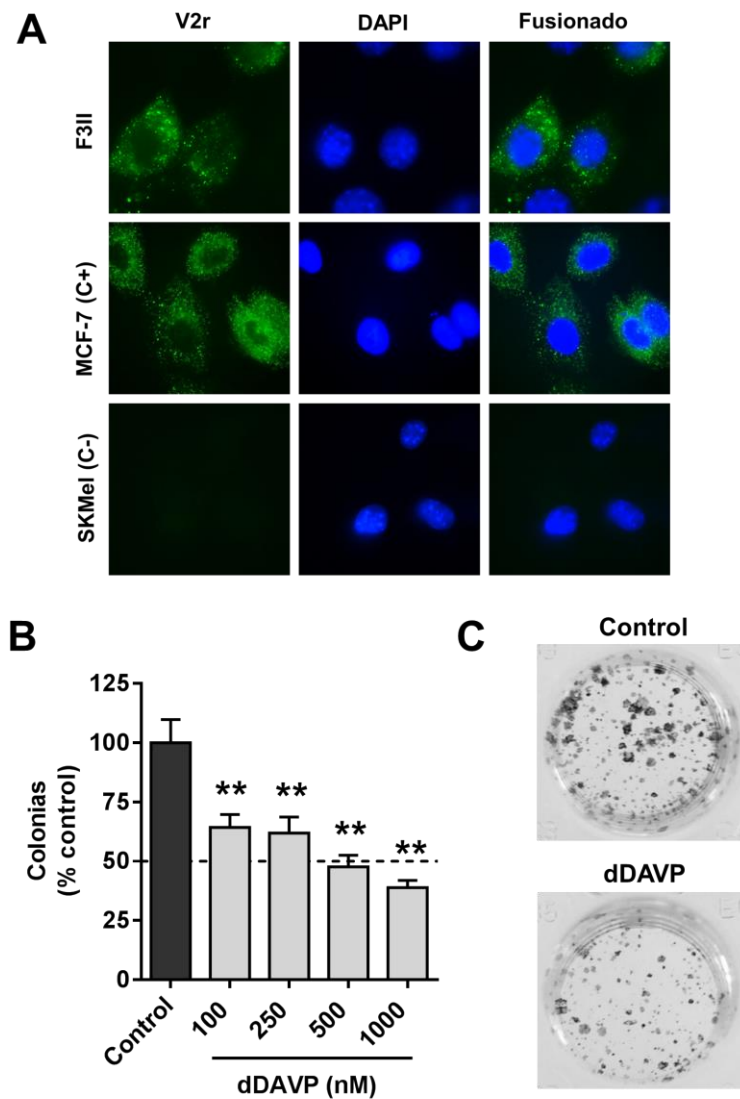 A
V2r
DAPI
Fusionado
F3II
MCF-7 (C+)
SKMel (C-)
B
125
100
75
50
25
0
Colonias
(% control)
**
**
**
**
Control
100
250
500
1000
dDAVP (nM)
C
Control
dDAVP